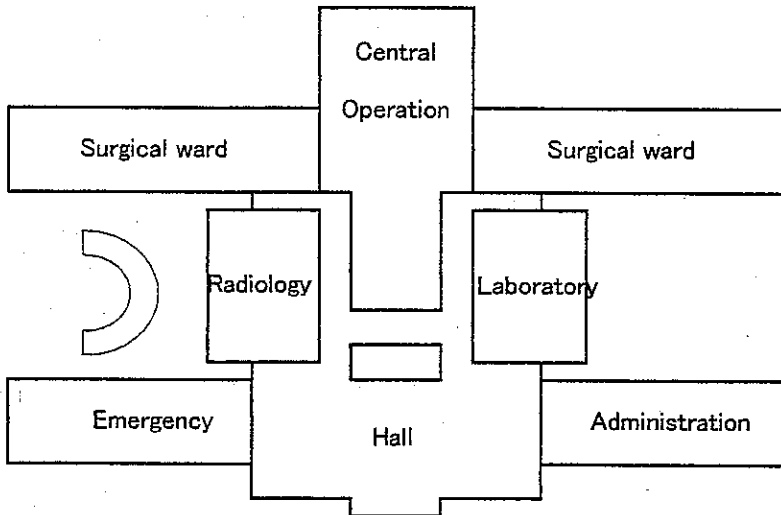 Central
Operation
Surgical ward
Surgical ward
Radiology
Laboratory
Emergency
Hall
Administration